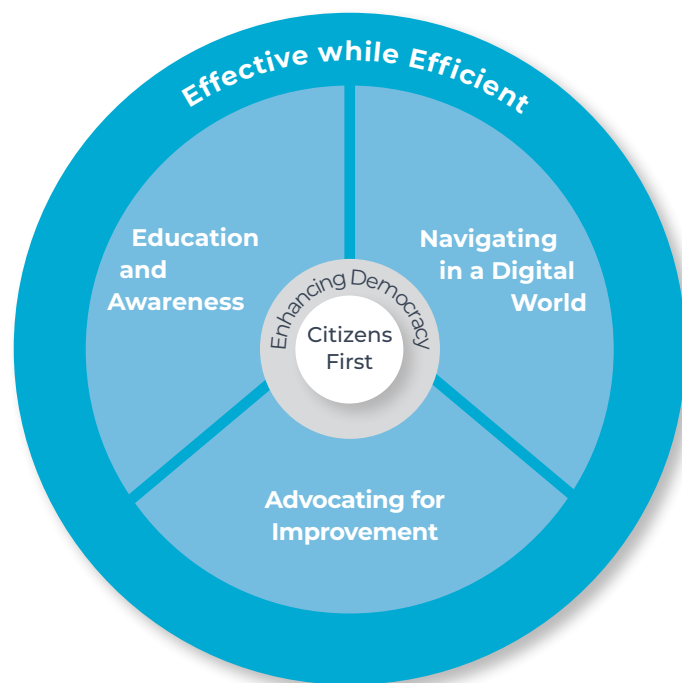 Effective while Efficient
Education
and
Awareness
Navigating
in a Digital
World
Enhancing Democracy
Citizens
First
Advocating for
Improvement